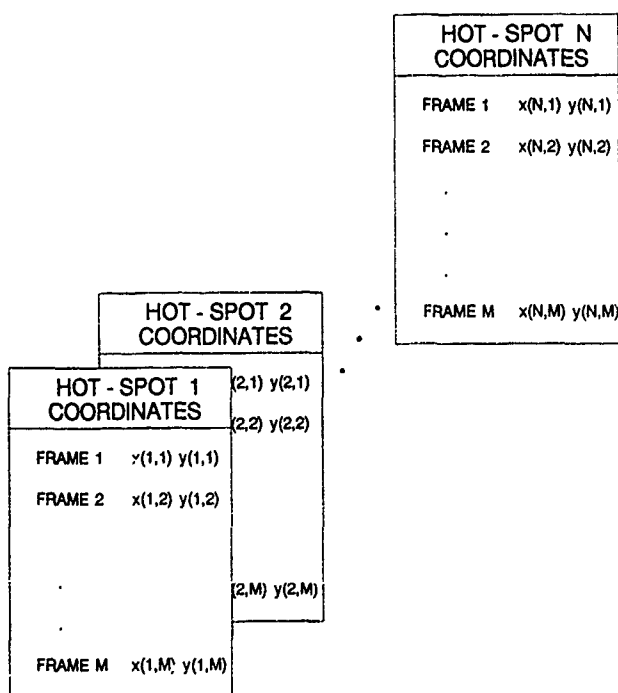 HOT - SPOT N
COORDINATES
FRAME 1 x(N,1) y(N,1)
FRAME 2 x(N,2) y(N,2)
.
.
.
FRAME M x(N,M) y(N,M)
HOT - SPOT 2
COORDINATES
(2,1) y(2,1)
(2,2) y(2,2)
(2,M) y(2,M)
HOT - SPOT 1
COORDINATES
FRAME 1 x(1,1) y(1,1)
FRAME 2 x(1,2) y(1,2)
.
.
FRAME M x(1,M) y(1,M)